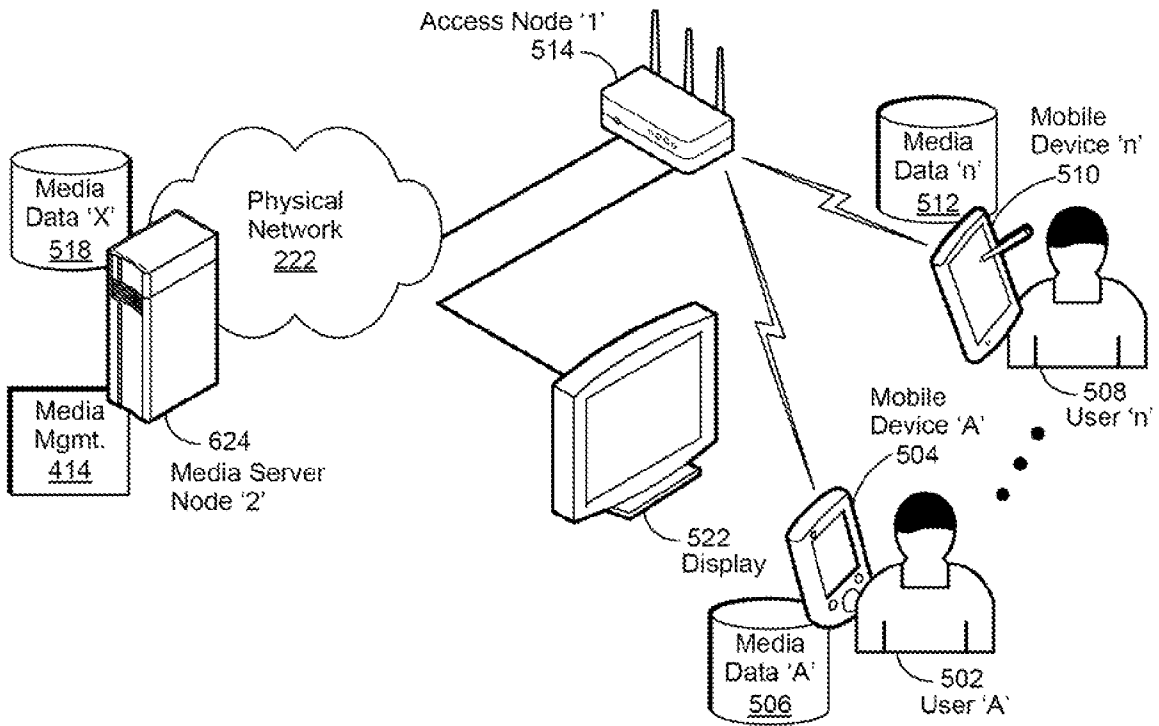 Access Node '1'
514
Media
Data 'X'
518
Physical
Network
222
Media
Data 'n'
512
Mobile
Device 'n'
510
Media
Mgmt.
414
624
Media Server
Node '2'
508
User 'n'
Mobile
Device 'A'
504
522
Display
Media
Data 'A'
506
502
User 'A'